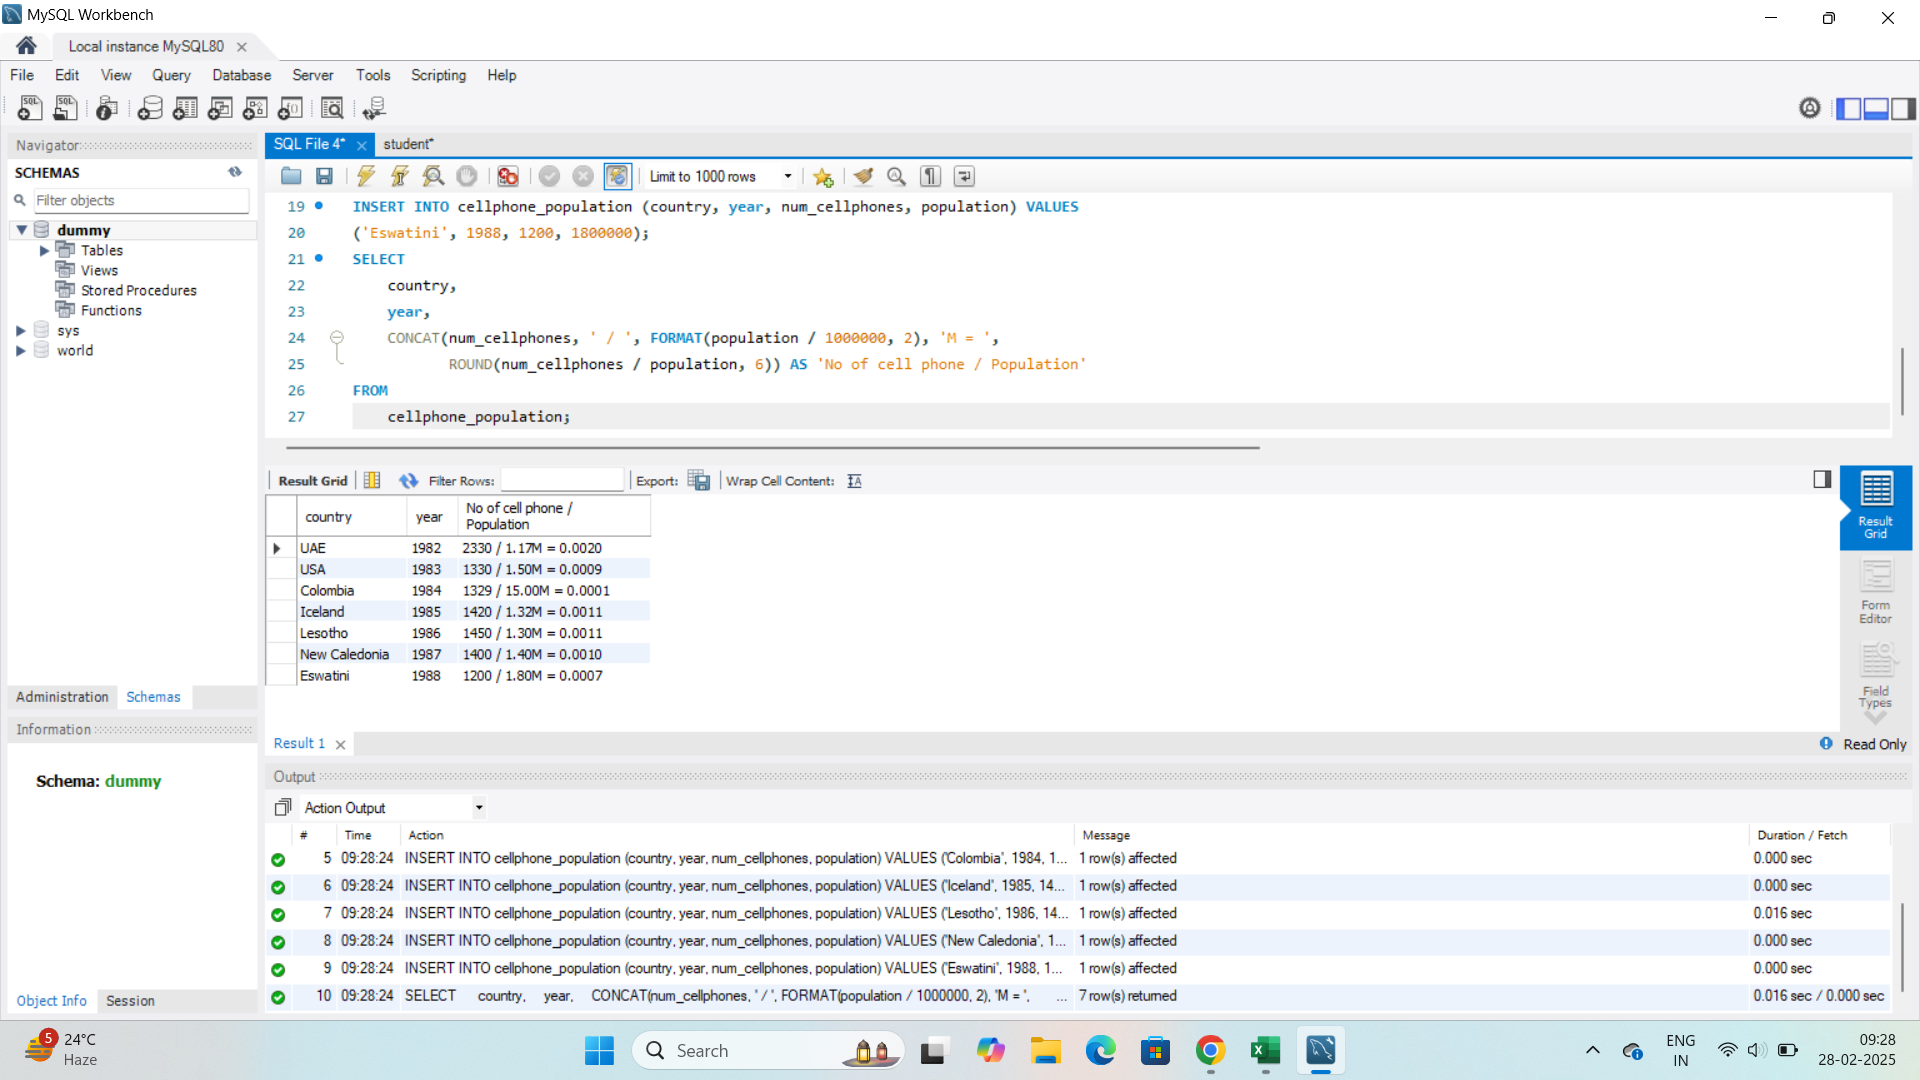 MySQL Workbench
Local instance MySQL80
File Edit View Query Database Server Tools Scripting Help
Navigator
SCHEMAS
Filter objects
dummy
Tables
Views
Stored Procedures
Functions
sys
world
Administration Schemas
Information
Schema: dummy
Object Info Session
SQL File 4* student*
Limit to 1000 rows
19 INSERT INTO cellphone_population (country, year, num_cellphones, population) VALUES
20 ('Eswatini', 1988, 1200, 1800000);
21 SELECT
22 country,
23 year,
24 CONCAT(num_cellphones, ' / ', FORMAT(population / 1000000, 2), 'M = ',
25 ROUND(num_cellphones / population, 6)) AS 'No of cell phone / Population'
26 FROM
27 cellphone_population;
Result Grid Filter Rows: Export: Wrap Cell Content:
country year No of cell phone /
Population
UAE 1982 2330 / 1.17M = 0.0020
USA 1983 1330 / 1.50M = 0.0009
Colombia 1984 1329 / 15.00M = 0.0001
Iceland 1985 1420 / 1.32M = 0.0011
Lesotho 1986 1450 / 1.30M = 0.0011
New Caledonia 1987 1400 / 1.40M = 0.0010
Eswatini 1988 1200 / 1.80M = 0.0007
Result
Grid
Form
Editor
Field
Types
Result 1
Read Only
Output
Action Output
# Time Action Message Duration / Fetch
5 09:28:24 INSERT INTO cellphone_population (country, year, num_cellphones, population) VALUES ('Colombia', 1984, 1... 1 row(s) affected 0.000 sec
6 09:28:24 INSERT INTO cellphone_population (country, year, num_cellphones, population) VALUES ('Iceland', 1985, 14... 1 row(s) affected 0.000 sec
7 09:28:24 INSERT INTO cellphone_population (country, year, num_cellphones, population) VALUES ('Lesotho', 1986, 14... 1 row(s) affected 0.016 sec
8 09:28:24 INSERT INTO cellphone_population (country, year, num_cellphones, population) VALUES ('New Caledonia', 1... 1 row(s) affected 0.000 sec
9 09:28:24 INSERT INTO cellphone_population (country, year, num_cellphones, population) VALUES ('Eswatini', 1988, 1... 1 row(s) affected 0.000 sec
10 09:28:24 SELECT country, year, CONCAT(num_cellphones, ' / ', FORMAT(population / 1000000, 2), 'M = ', ... 7 row(s) returned 0.016 sec / 0.000 sec
5
24°C
Haze
Search
ENG
IN
09:28
28-02-2025